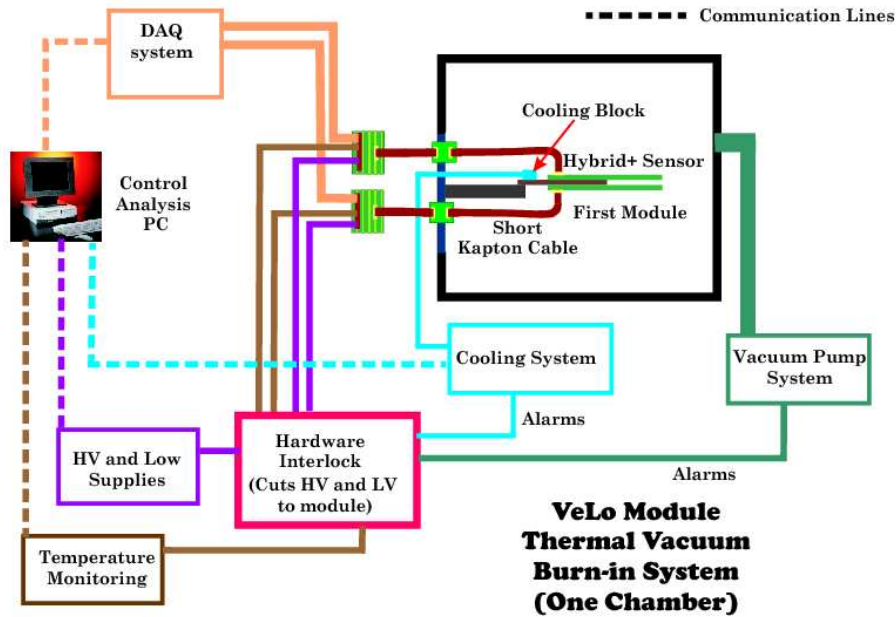 Communication Lines
DAQ
system
Cooling Block
Hybrid+ Sensor
Control
Analysis
PC
First Module
Short
Kapton Cable
Cooling System
Vacuum Pump
System
Alarms
Hardware
Interlock
(Cuts HV and LV
to module)
HV and Low
Supplies
Alarms
Temperature
Monitoring
VeLo Module
Thermal Vacuum
Burn-in System
(One Chamber)